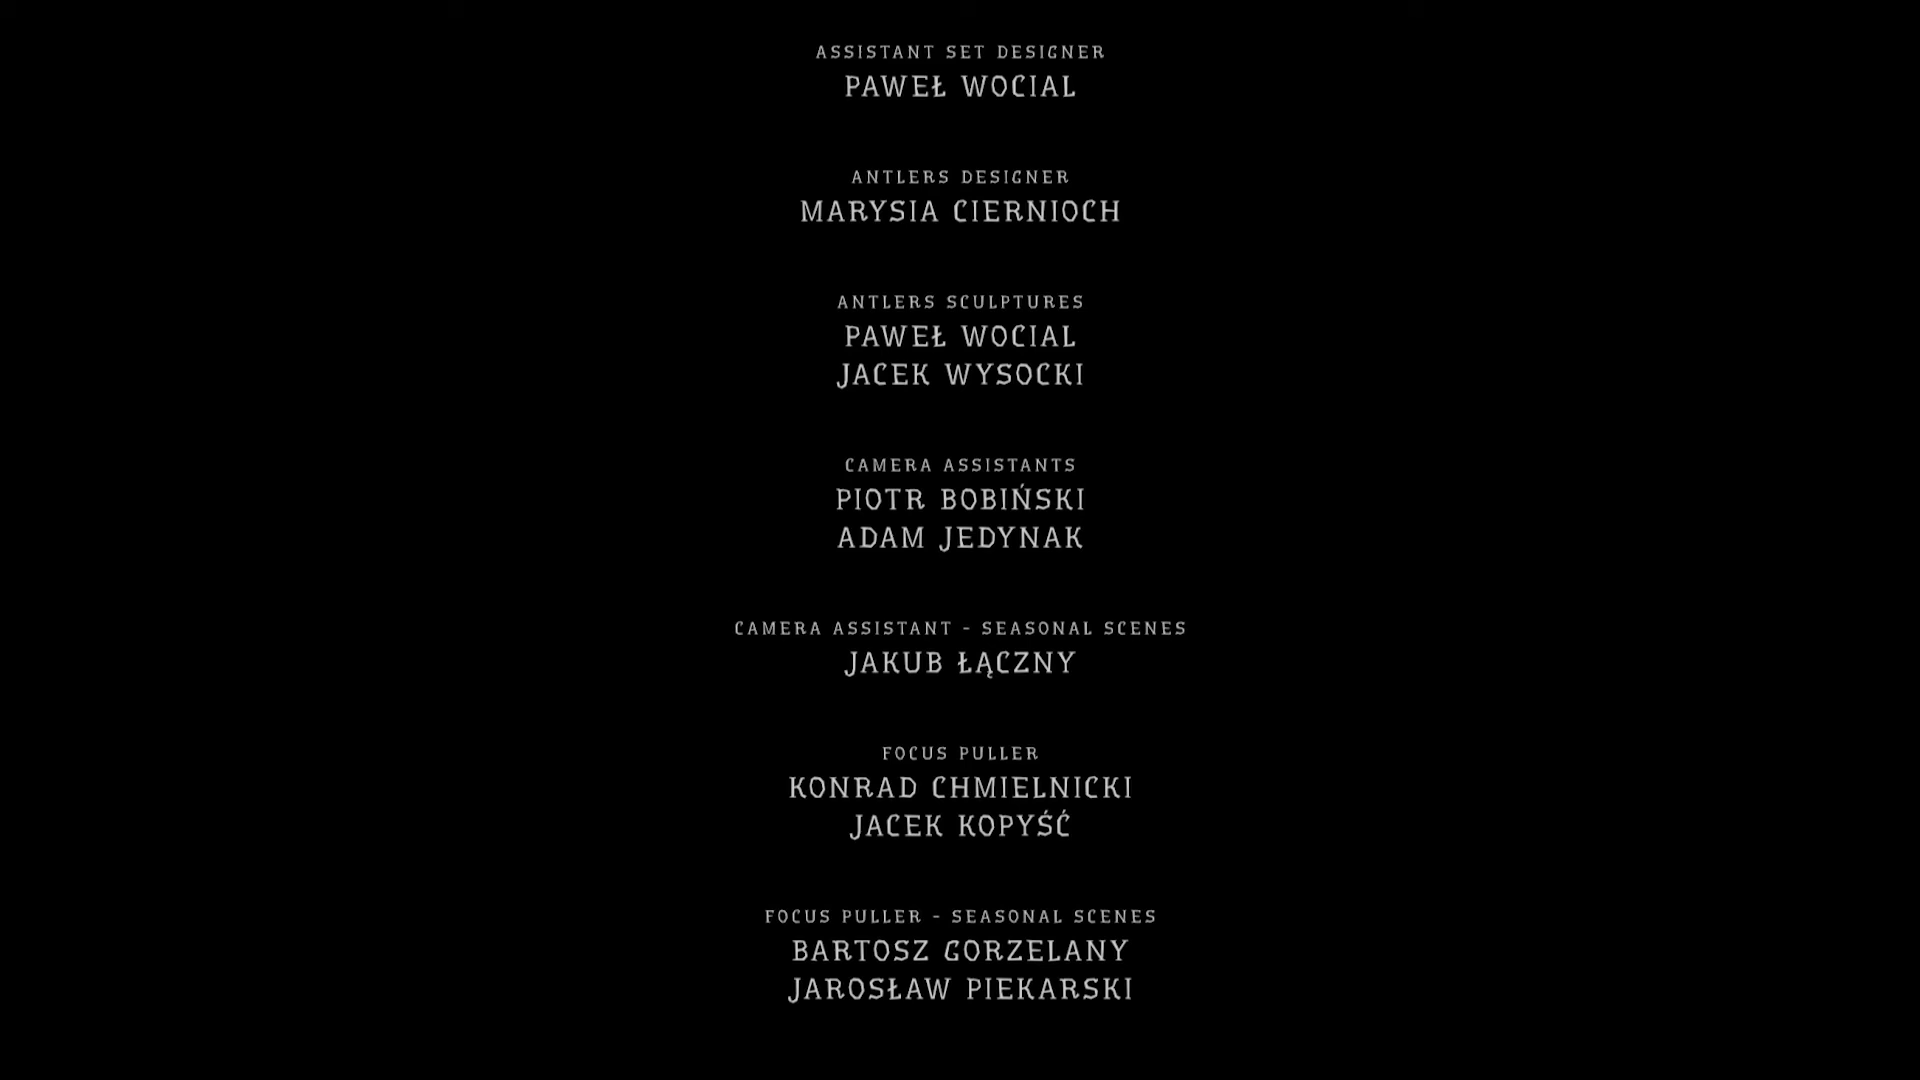 ASSISTANT SET DESIGNER
PAWEŁ WOCIAL
ANTLERS DESIGNER
MARYSIA CIERNIOCH
ANTLERS SCULPTURES
PAWEŁ WOCIAL
JACEK WYSOCKI
CAMERA ASSISTANTS
PIOTR BOBIŃSKI
ADAM JEDYNAK
CAMERA ASSISTANT - SEASONAL SCENES
JAKUB ŁĄCZNY
FOCUS PULLER
KONRAD CHMIELNICKI
JACEK KOPYŚĆ
FOCUS PULLER - SEASONAL SCENES
BARTOSZ GORZELANY
JAROSŁAW PIEKARSKI